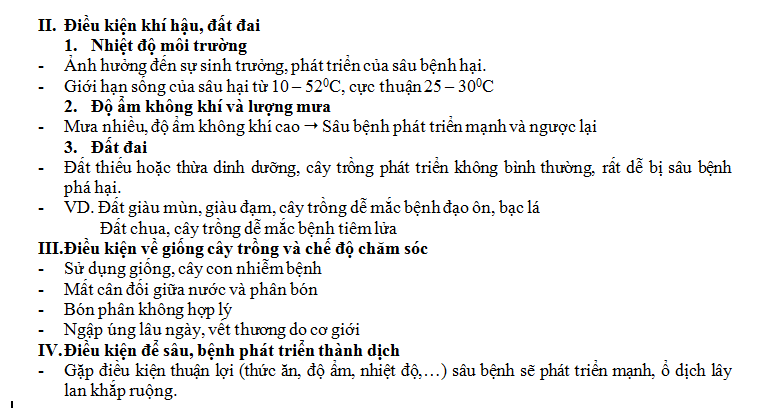 II. Điều kiện khí hậu, đất đai
1. Nhiệt độ môi trường
- Ảnh hưởng đến sự sinh trưởng, phát triển của sâu bệnh hại.
- Giới hạn sống của sâu hại từ 10 – 52⁰C, cực thuận 25 – 30⁰C
2. Độ ẩm không khí và lượng mưa
- Mưa nhiều, độ ẩm không khí cao → Sâu bệnh phát triển mạnh và ngược lại
3. Đất đai
- Đất thiếu hoặc thừa dinh dưỡng, cây trồng phát triển không bình thường, rất dễ bị sâu bệnh
phá hại.
- VD. Đất giàu mùn, giàu đạm, cây trồng dễ mắc bệnh đạo ôn, bạc lá
Đất chua, cây trồng dễ mắc bệnh tiêm lửa
III. Điều kiện về giống cây trồng và chế độ chăm sóc
- Sử dụng giống, cây con nhiễm bệnh
- Mất cân đối giữa nước và phân bón
- Bón phân không hợp lý
- Ngập úng lâu ngày, vết thương do cơ giới
IV. Điều kiện để sâu, bệnh phát triển thành dịch
- Gặp điều kiện thuận lợi (thức ăn, độ ẩm, nhiệt độ,…) sâu bệnh sẽ phát triển mạnh, ổ dịch lây
lan khắp ruộng.